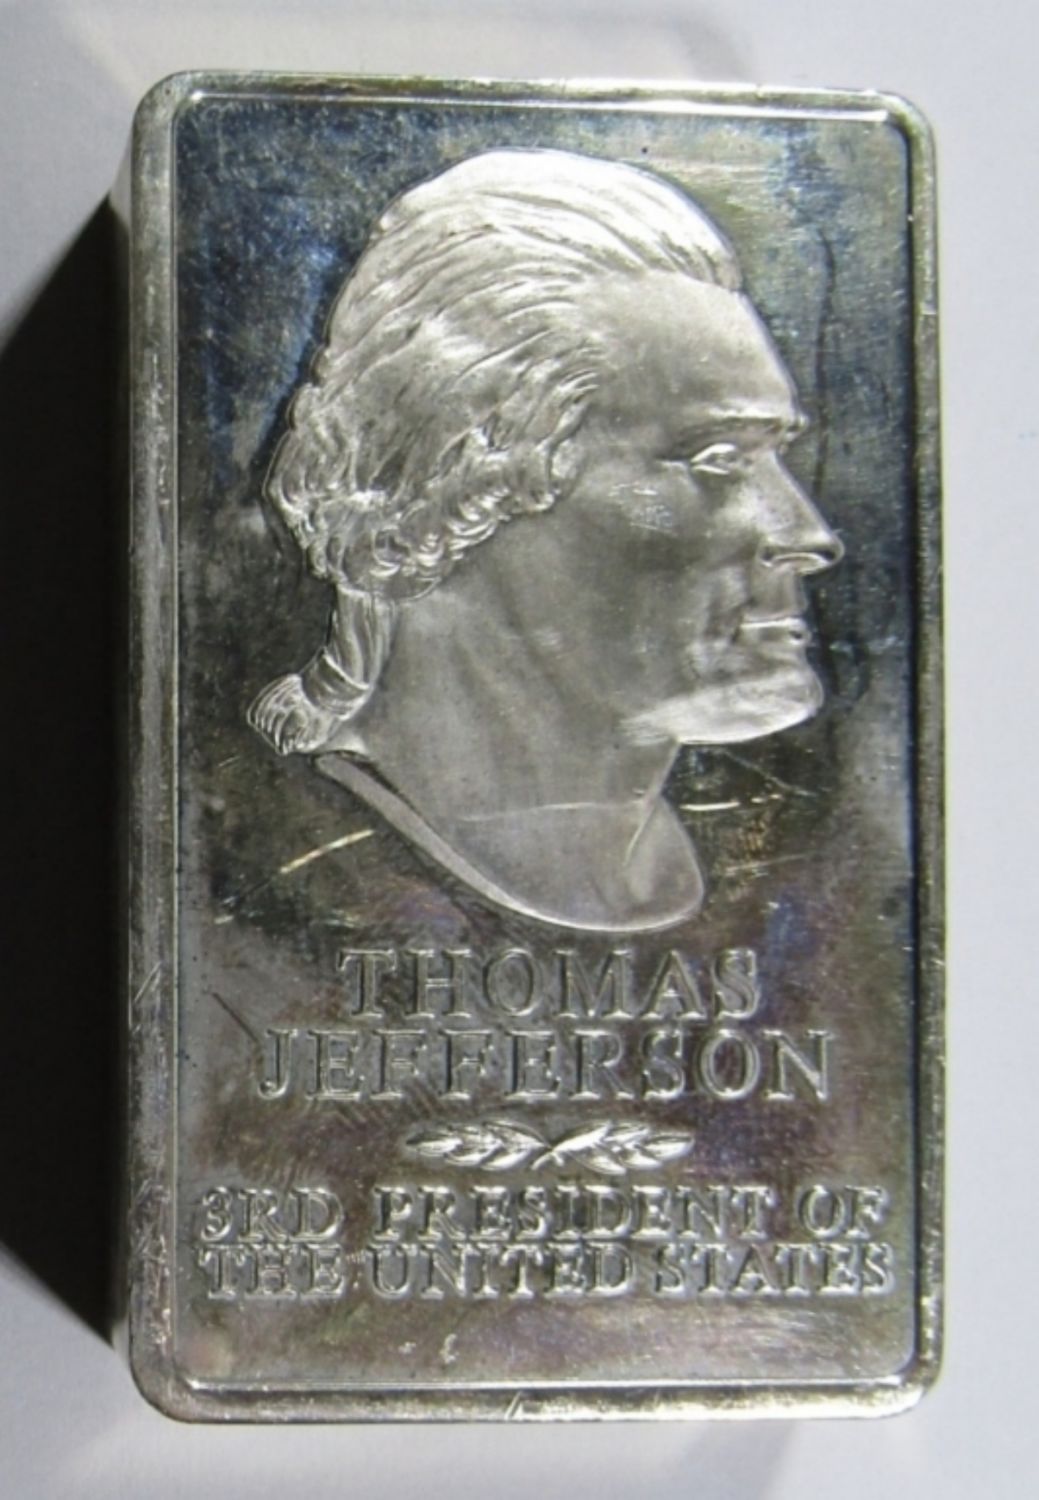 THOMAS
JEFFERSON
3RD PRESIDENT OF
THE UNITED STATES